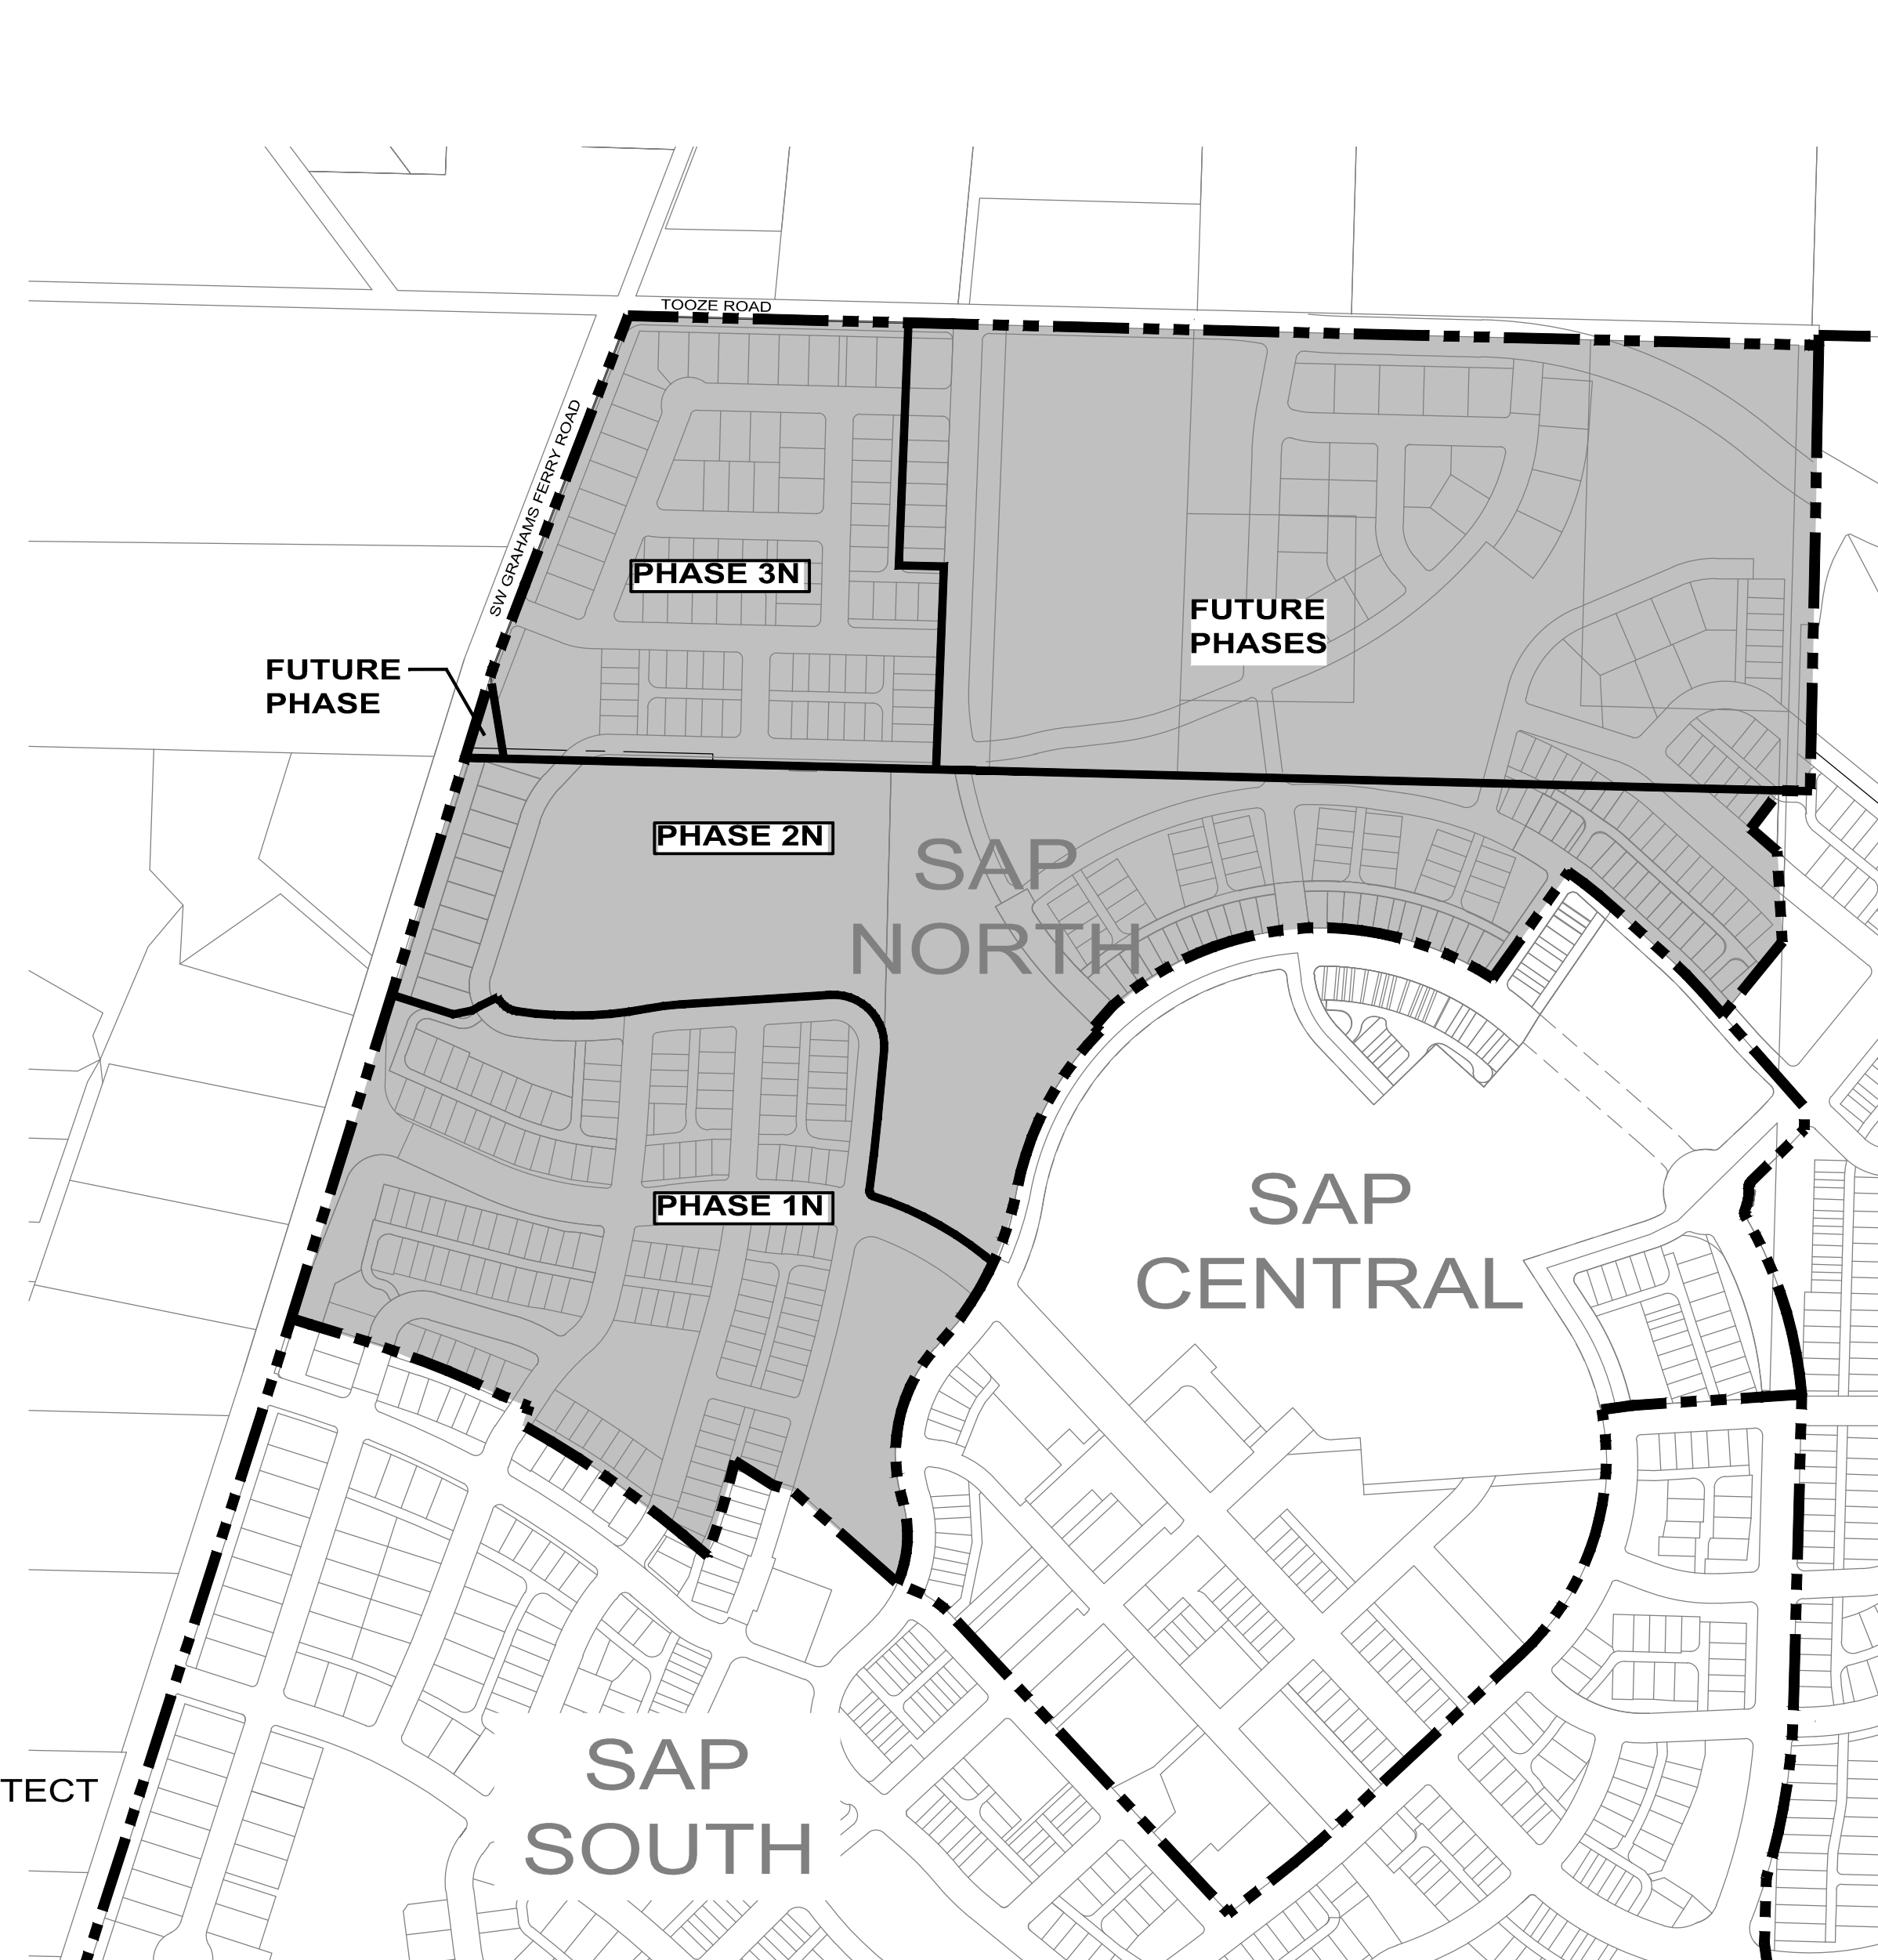 TOOZE ROAD
SW GRAHAMS FERRY ROAD
PHASE 3N
FUTURE
PHASES
FUTURE
PHASE
PHASE 2N
SAP
NORTH
PHASE 1N
SAP
CENTRAL
SAP
SOUTH
TECT